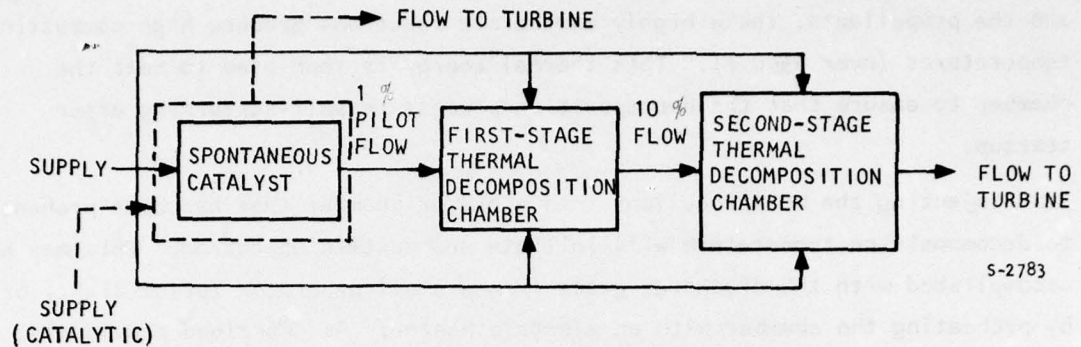 FLOW TO TURBINE
1 %
PILOT
FLOW
SUPPLY
SPONTANEOUS
CATALYST
FIRST-STAGE
THERMAL
DECOMPOSITION
CHAMBER
10 %
FLOW
SECOND-STAGE
THERMAL
DECOMPOSITION
CHAMBER
FLOW TO
TURBINE
S-2783
SUPPLY
(CATALYTIC)